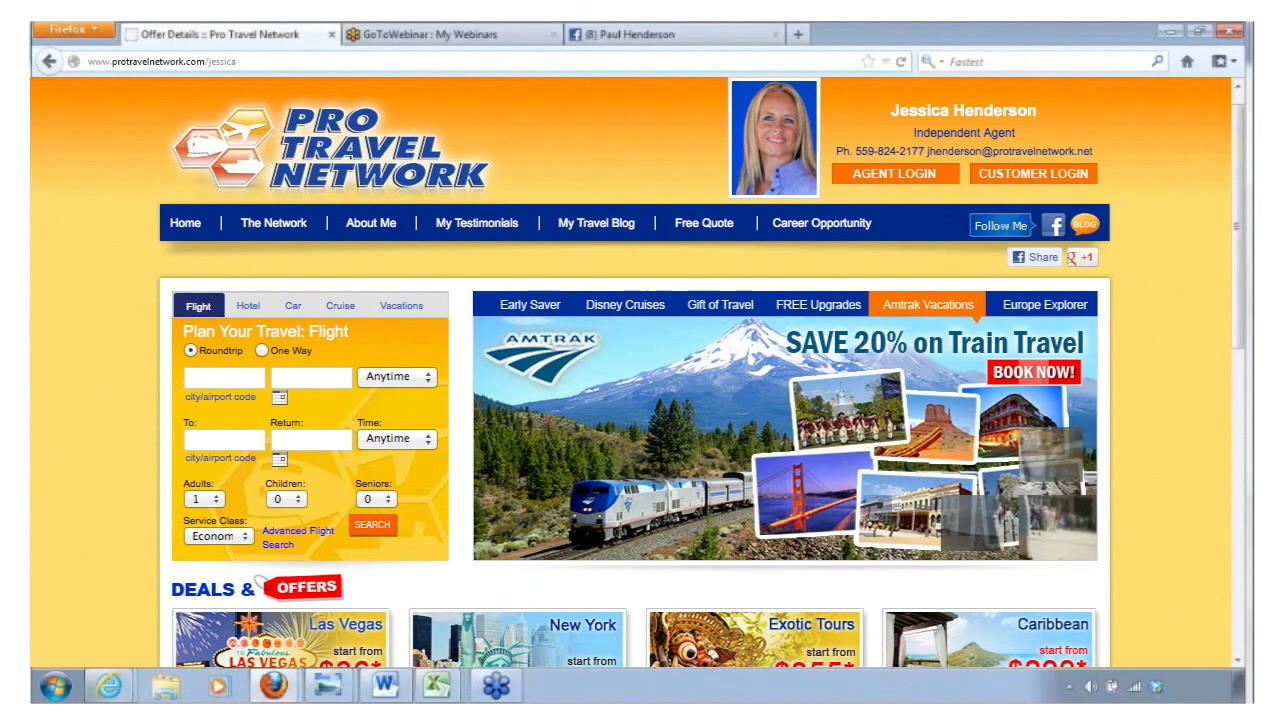 Firefox
Offer Details :: Pro Travel Network
GoToWebinar : My Webinars
(8) Paul Henderson
www.protravelnetwork.com/jessica
Fastest
PRO
TRAVEL
NETWORK
Jessica Henderson
Independent Agent
Ph. 559-824-2177 jhenderson@protravelnetwork.net
AGENT LOGIN
CUSTOMER LOGIN
Home | The Network | About Me | My Testimonials | My Travel Blog | Free Quote | Career Opportunity
Follow Me
BLOG
Share
+1
Flight Hotel Car Cruise Vacations
Plan Your Travel: Flight
Roundtrip One Way
Anytime
city/airport code
To: Return: Time:
Anytime
city/airport code
Adults: Children: Seniors:
1 0 0
Service Class:
Econom
Advanced Flight
Search
SEARCH
Early Saver Disney Cruises Gift of Travel FREE Upgrades Amtrak Vacations Europe Explorer
AMTRAK
SAVE 20% on Train Travel
BOOK NOW!
DEALS & OFFERS
Las Vegas
start from
TO Fabulous
LAS VEGAS
New York
start from
Exotic Tours
start from
Caribbean
start from